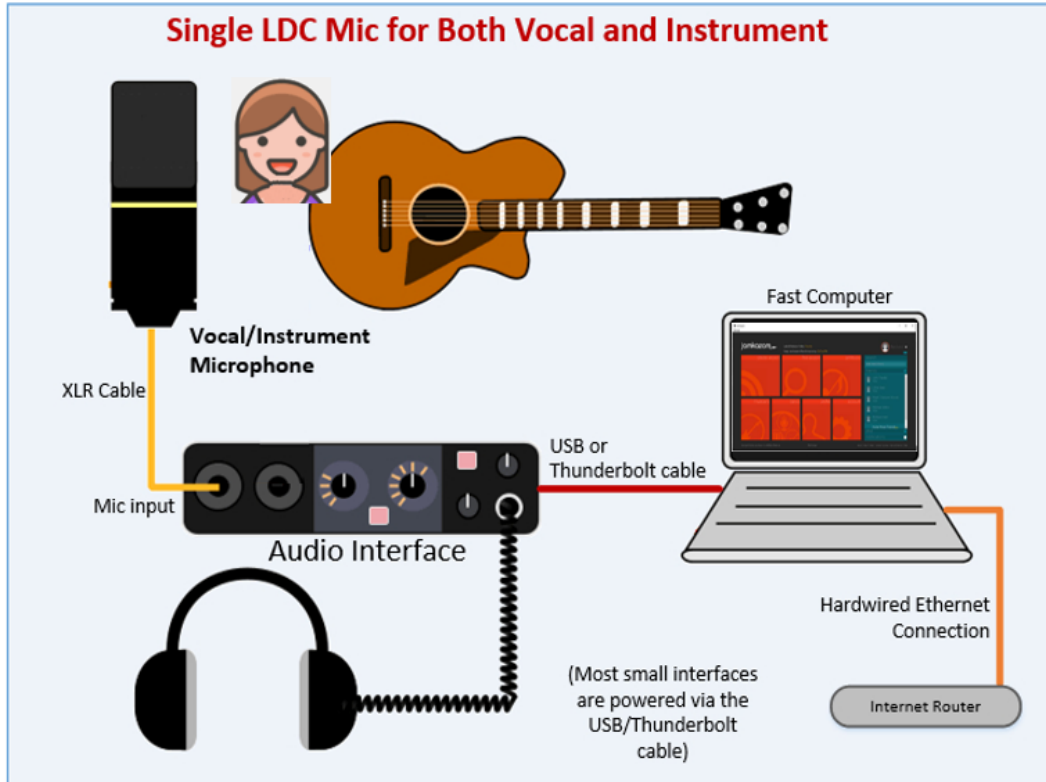 Single LDC Mic for Both Vocal and Instrument
Fast Computer
Vocal/Instrument
Microphone
XLR Cable
USB or
Thunderbolt cable
Mic input
Audio Interface
Hardwired Ethernet
Connection
(Most small interfaces
are powered via the
USB/Thunderbolt
cable)
Internet Router